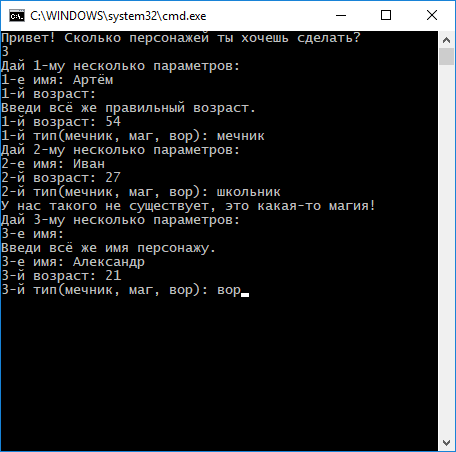 C:\WINDOWS\system32\cmd.exe
Привет! Сколько персонажей ты хочешь сделать?
3
Дай 1-му несколько параметров:
1-е имя: Артём
1-й возраст:
Введи всё же правильный возраст.
1-й возраст: 54
1-й тип(мечник, маг, вор): мечник
Дай 2-му несколько параметров:
2-е имя: Иван
2-й возраст: 27
2-й тип(мечник, маг, вор): школьник
У нас такого не существует, это какая-то магия!
Дай 3-му несколько параметров:
3-е имя:
Введи всё же имя персонажу.
3-е имя: Александр
3-й возраст: 21
3-й тип(мечник, маг, вор): вор